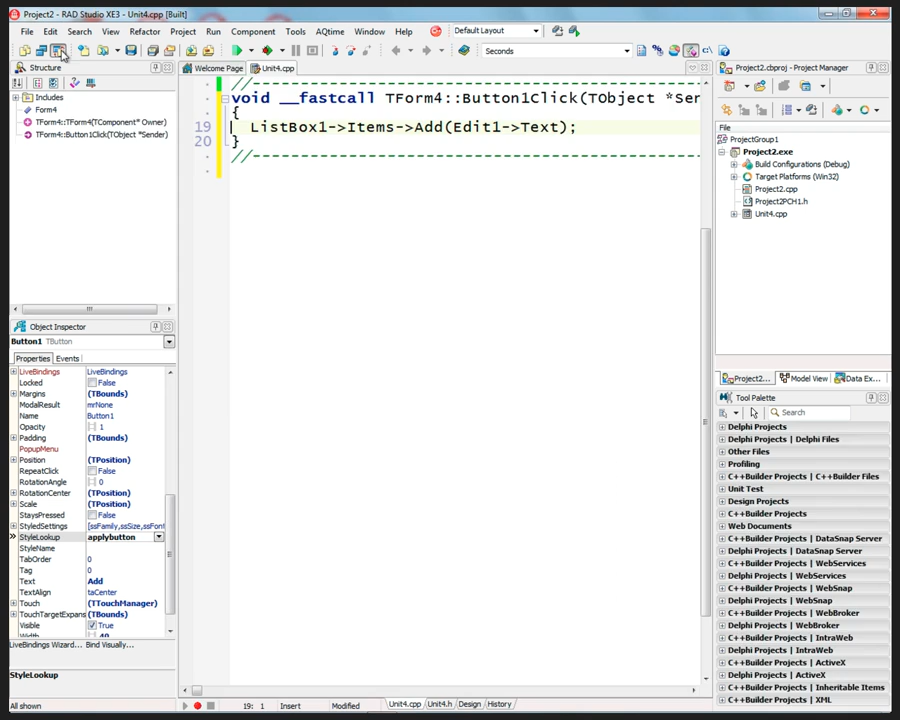 Project2 - RAD Studio XE3 - Unit4.cpp [Built]
File Edit Search View Refactor Project Run Component Tools AQtime Window Help Default Layout
Seconds
Structure
Includes
Form4
TForm4::TForm4(TComponent* Owner)
TForm4::Button1Click(TObject *Sender)
Object Inspector
Button1 TButton
Properties Events
LiveBindings LiveBindings
Locked False
Margins (TBounds)
ModalResult mrNone
Name Button1
Opacity 1
Padding (TBounds)
PopupMenu
Position (TPosition)
RepeatClick False
RotationAngle 0
RotationCenter (TPosition)
Scale (TPosition)
StaysPressed False
StyledSettings [ssFamily,ssSize,ssFon
StyleLookup applybutton
StyleName
TabOrder 0
Tag 0
Text Add
TextAlign taCenter
Touch (TTouchManager)
TouchTargetExpans (TBounds)
Visible True
Width 49
LiveBindings Wizard... Bind Visually...
StyleLookup
All shown
Welcome Page Unit4.cpp
//---------------------------------------------------------------------------
void __fastcall TForm4::Button1Click(TObject *Sen
{
19 ListBox1->Items->Add(Edit1->Text);
20 }
//---------------------------------------------------------------------------
19: 1 Insert Modified Unit4.cpp Unit4.h Design History
Project2.cbproj - Project Manager
File
ProjectGroup1
Project2.exe
Build Configurations (Debug)
Target Platforms (Win32)
Project2.cpp
Project2PCH1.h
Unit4.cpp
Project2... Model View Data Ex...
Tool Palette
Search
Delphi Projects
Delphi Projects | Delphi Files
Other Files
Profiling
C++Builder Projects | C++Builder Files
Unit Test
Design Projects
C++Builder Projects
Web Documents
C++Builder Projects | DataSnap Server
Delphi Projects | DataSnap Server
C++Builder Projects | WebServices
Delphi Projects | WebServices
C++Builder Projects | WebSnap
Delphi Projects | WebSnap
C++Builder Projects | WebBroker
Delphi Projects | WebBroker
C++Builder Projects | IntraWeb
Delphi Projects | IntraWeb
C++Builder Projects | ActiveX
Delphi Projects | ActiveX
C++Builder Projects | Inheritable Items
C++Builder Projects | XML